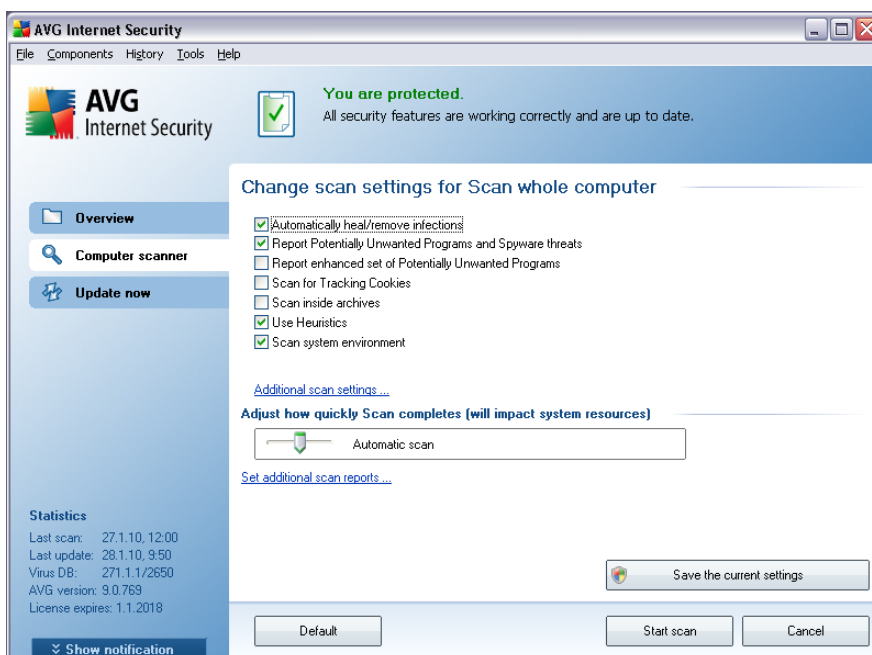 AVG Internet Security
File Components History Tools Help
AVG
Internet Security
You are protected.
All security features are working correctly and are up to date.
Overview
Computer scanner
Update now
Change scan settings for Scan whole computer
Automatically heal/remove infections
Report Potentially Unwanted Programs and Spyware threats
Report enhanced set of Potentially Unwanted Programs
Scan for Tracking Cookies
Scan inside archives
Use Heuristics
Scan system environment
Additional scan settings ...
Adjust how quickly Scan completes (will impact system resources)
Automatic scan
Set additional scan reports ...
Statistics
Last scan: 27.1.10, 12:00
Last update: 28.1.10, 9:50
Virus DB: 271.1.1/2650
AVG version: 9.0.769
License expires: 1.1.2018
Show notification
Save the current settings
Default
Start scan
Cancel